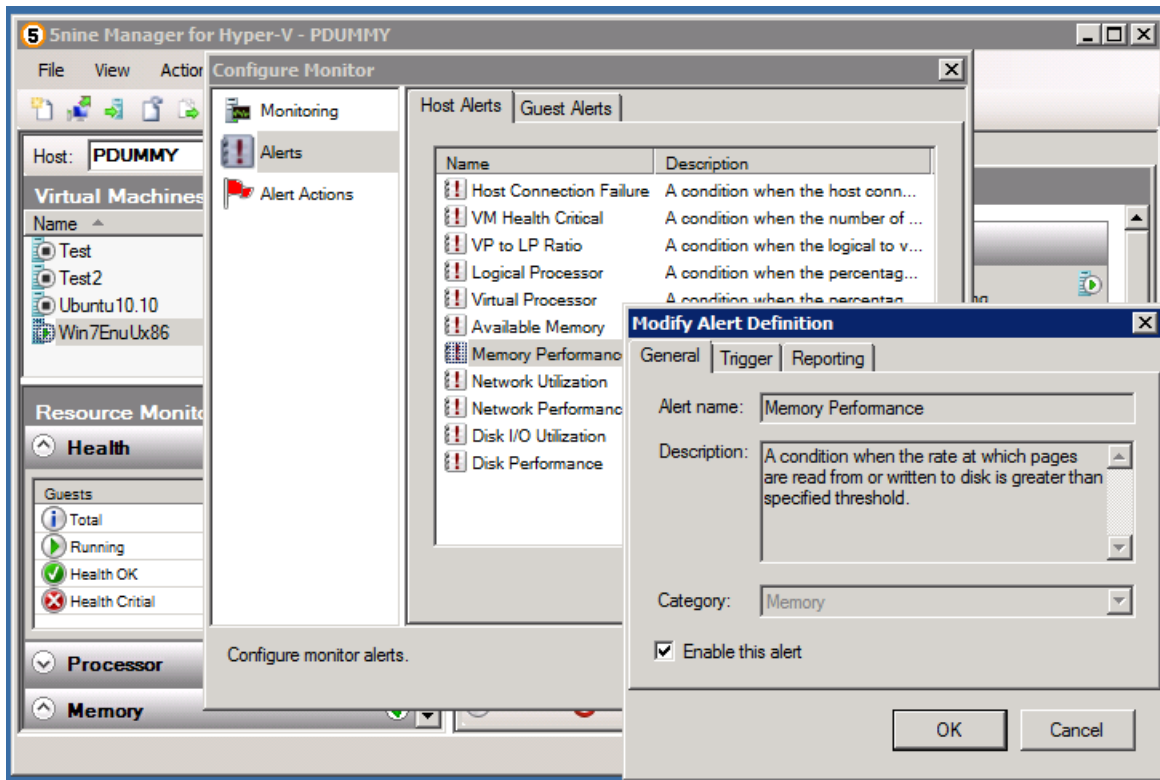 5nine Manager for Hyper-V - PDUMMY
File View Action
Host: PDUMMY
Virtual Machines
Name
Test
Test2
Ubuntu10.10
Win7EnuUx86
Resource Monito
Health
Guests
Total
Running
Health OK
Health Critial
Processor
Memory
Configure Monitor
Monitoring
Alerts
Alert Actions
Host Alerts Guest Alerts
Name Description
Host Connection Failure A condition when the host conn...
VM Health Critical A condition when the number of ...
VP to LP Ratio A condition when the logical to v...
Logical Processor A condition when the percentag...
Virtual Processor A condition when the percentag
Available Memory
Memory Performanc
Network Utilization
Network Performanc
Disk I/O Utilization
Disk Performance
Configure monitor alerts.
Modify Alert Definition
General Trigger Reporting
Alert name: Memory Performance
Description: A condition when the rate at which pages
are read from or written to disk is greater than
specified threshold.
Category: Memory
Enable this alert
OK Cancel